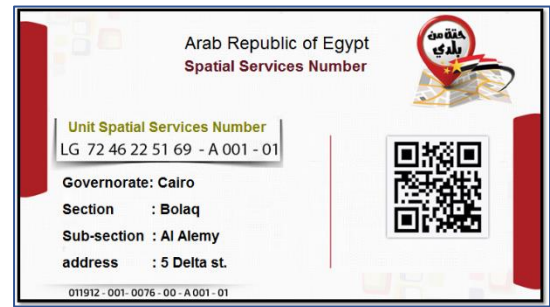 Arab Republic of Egypt
Spatial Services Number
حتة من
بلدي
Unit Spatial Services Number
LG 72 46 22 51 69 - A 001 - 01
Governorate: Cairo
Section : Bolaq
Sub-section : Al Alemy
address : 5 Delta st.
011912 - 001- 0076 - 00 - A 001 - 01